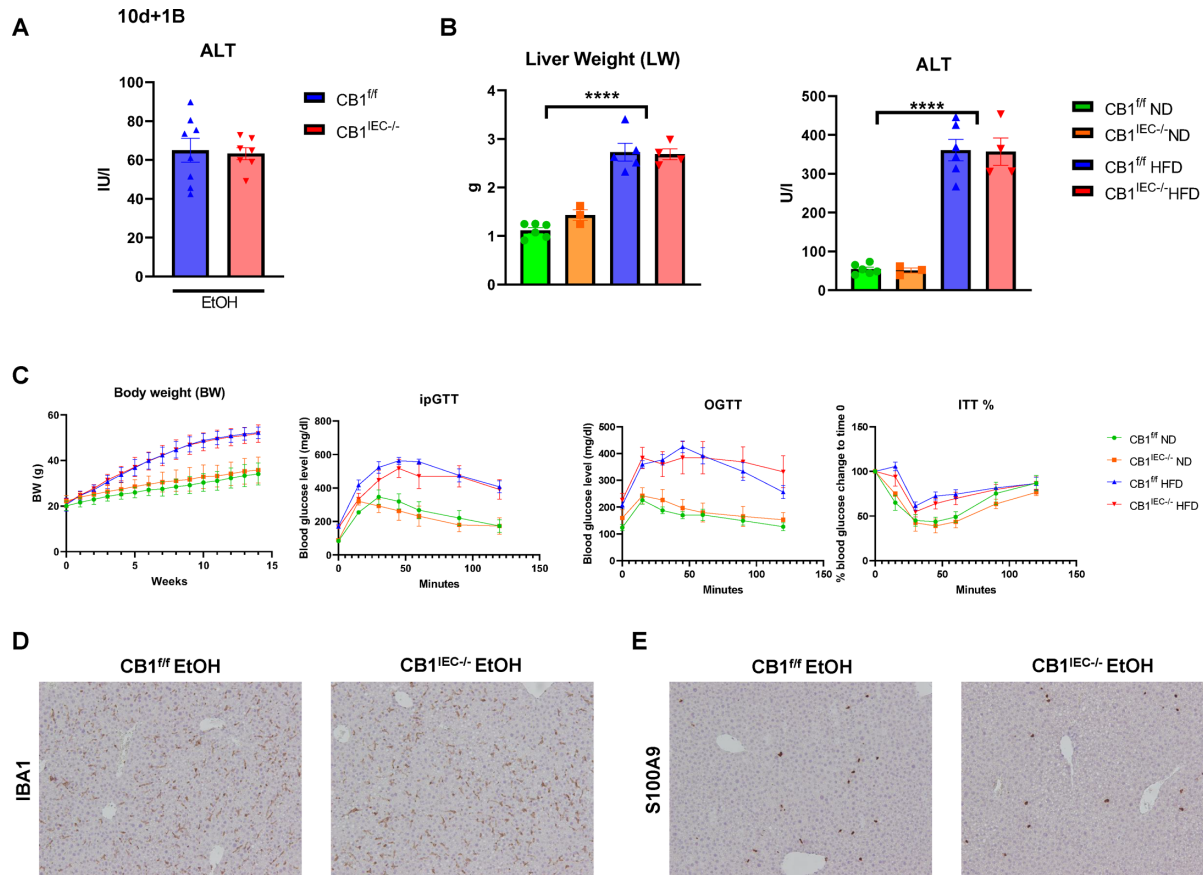 10d+1B
A
ALT
IU/l
100
80
60
40
20
0
EtOH
CB1f/f
CB1IEC-/-
B
Liver Weight (LW)
****
g
4
3
2
1
0
ALT
****
U/l
500
400
300
200
100
0
CB1f/f ND
CB1IEC-/- ND
CB1f/f HFD
CB1IEC-/- HFD
C
Body weight (BW)
BW (g)
60
40
20
0
0 5 10 15
Weeks
ipGTT
Blood glucose level (mg/dl)
800
600
400
200
0
0 50 100 150
Minutes
OGTT
Blood glucose level (mg/dl)
600
400
200
0
0 50 100 150
Minutes
ITT %
% blood glucose change to time 0
150
100
50
0
0 50 100 150
Minutes
CB1f/f ND
CB1IEC-/- ND
CB1f/f HFD
CB1IEC-/- HFD
D
CB1f/f EtOH
CB1IEC-/- EtOH
IBA1
E
CB1f/f EtOH
CB1IEC-/- EtOH
S100A9